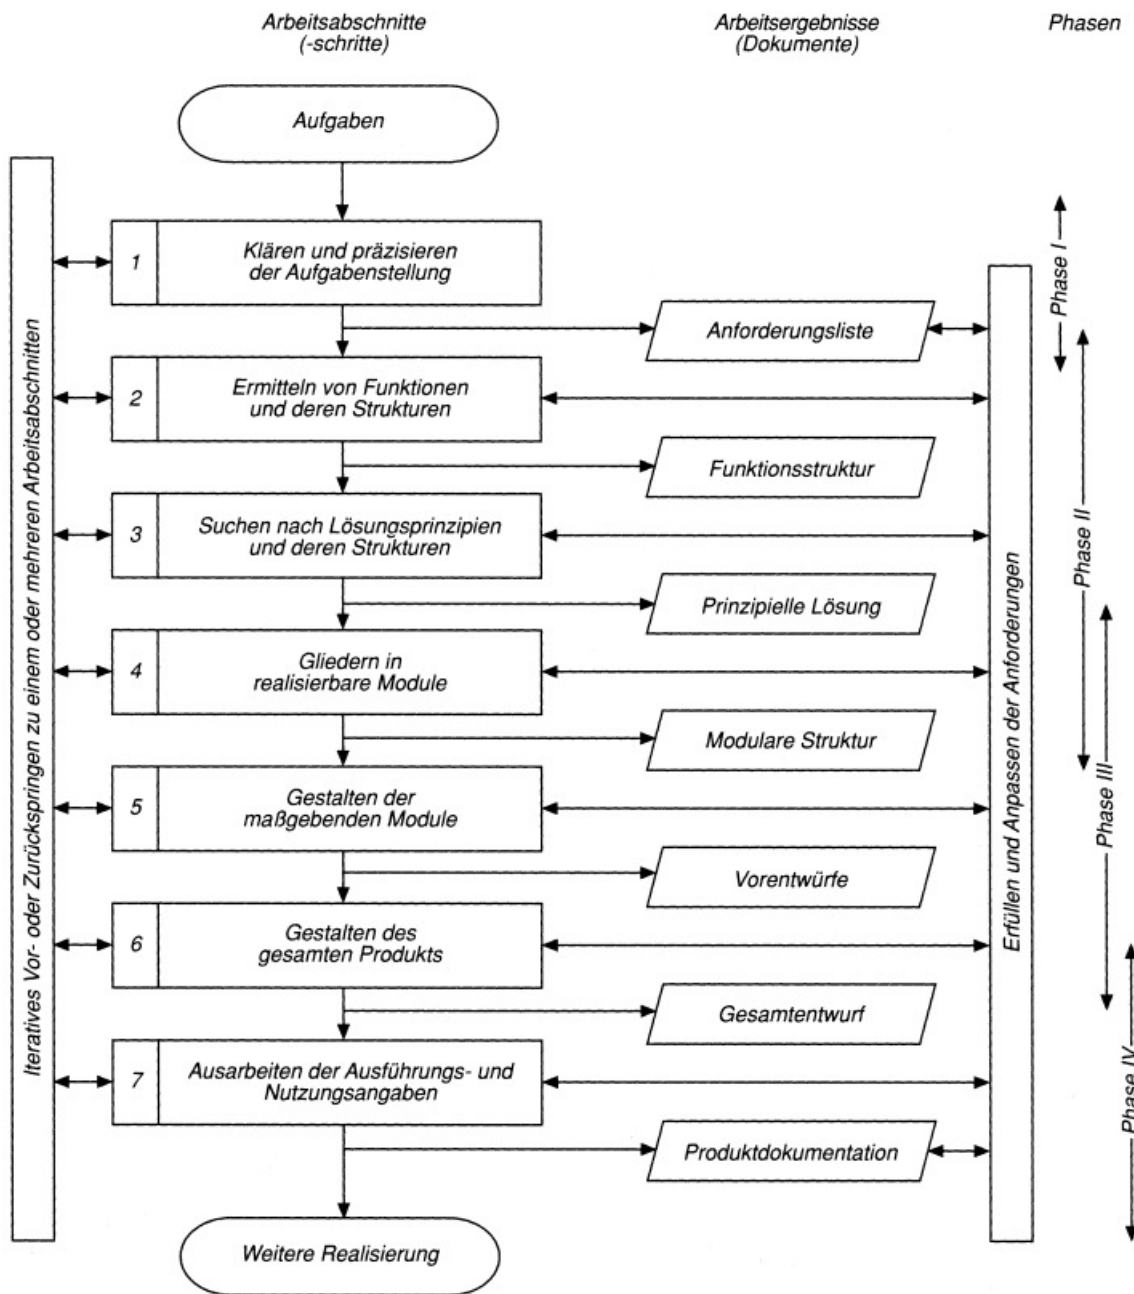 Arbeitsabschnitte
(-schritte)
Arbeitsergebnisse
(Dokumente)
Phasen
Aufgaben
1
Klären und präzisieren
der Aufgabenstellung
Anforderungsliste
2
Ermitteln von Funktionen
und deren Strukturen
Funktionsstruktur
3
Suchen nach Lösungsprinzipien
und deren Strukturen
Prinzipielle Lösung
4
Gliedern in
realisierbare Module
Modulare Struktur
5
Gestalten der
maßgebenden Module
Vorentwürfe
6
Gestalten des
gesamten Produkts
Gesamtentwurf
7
Ausarbeiten der Ausführungs- und
Nutzungsangaben
Produktdokumentation
Weitere Realisierung
Iteratives Vor- oder Zurückspringen zu einem oder mehreren Arbeitsabschnitten
Erfüllen und Anpassen der Anforderungen
Phase I
Phase II
Phase III
Phase IV